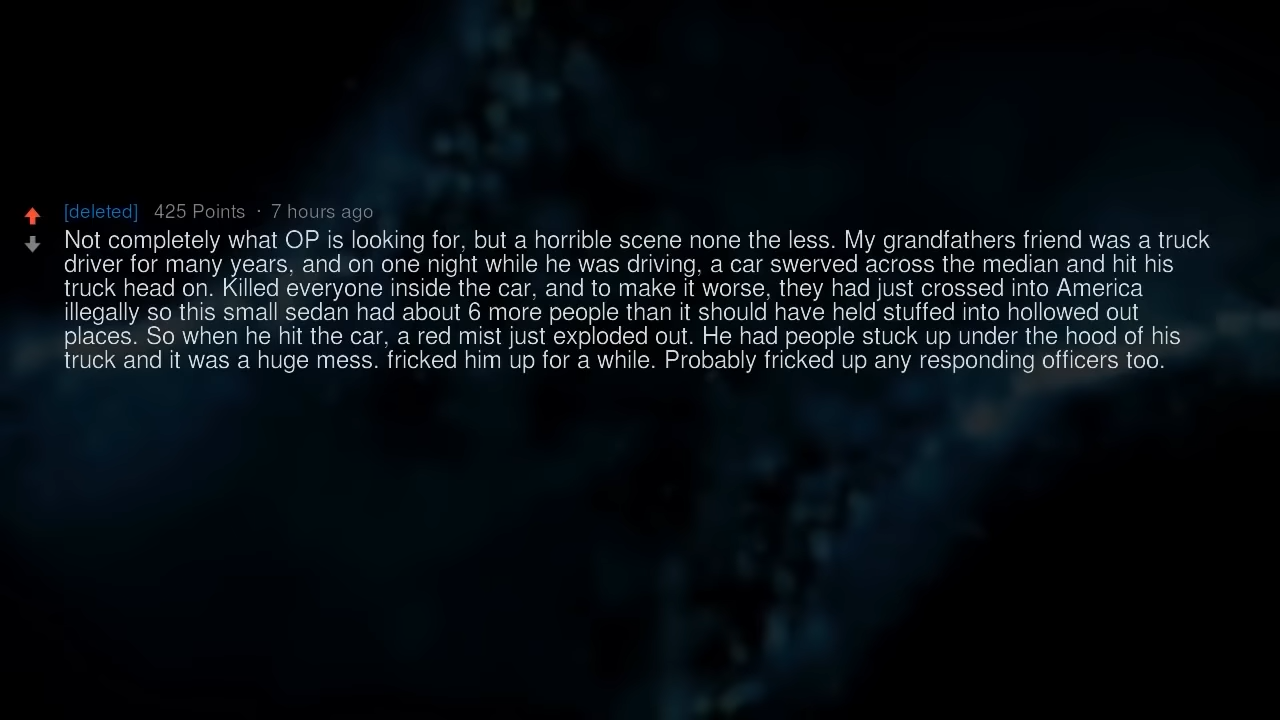 [deleted] 425 Points · 7 hours ago
Not completely what OP is looking for, but a horrible scene none the less. My grandfathers friend was a truck
driver for many years, and on one night while he was driving, a car swerved across the median and hit his
truck head on. Killed everyone inside the car, and to make it worse, they had just crossed into America
illegally so this small sedan had about 6 more people than it should have held stuffed into hollowed out
places. So when he hit the car, a red mist just exploded out. He had people stuck up under the hood of his
truck and it was a huge mess. fricked him up for a while. Probably fricked up any responding officers too.